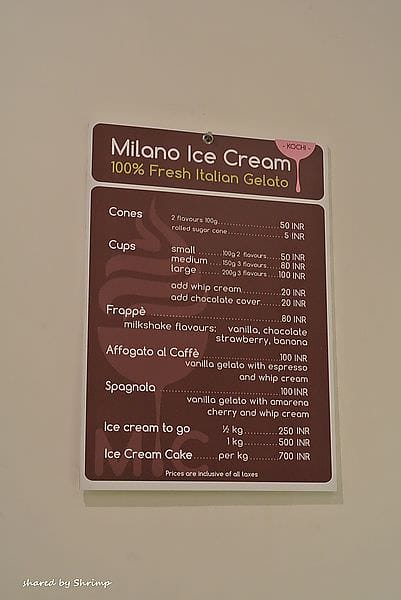 - KOCHI -
Milano Ice Cream
100% Fresh Italian Gelato
Cones
2 flavours 100g..................50 INR
rolled sugar cone..................5 INR
Cups
small ........100g 2 flavours....50 INR
medium.....150g 3 flavours....80 INR
large ........200g 3 flavours....100 INR
add whip cream.............20 INR
add chocolate cover.......20 INR
Frappè.......................................80 INR
milkshake flavours: vanilla, chocolate
strawberry, banana
Affogato al Caffè......................100 INR
vanilla gelato with espresso
and whip cream
Spagnola...................................100 INR
vanilla gelato with amarena
cherry and whip cream
Ice cream to go ½ kg...........250 INR
1 kg...........500 INR
Ice Cream Cake.......per kg.........700 INR
MIC
Prices are inclusive of all taxes
shared by Shrimp